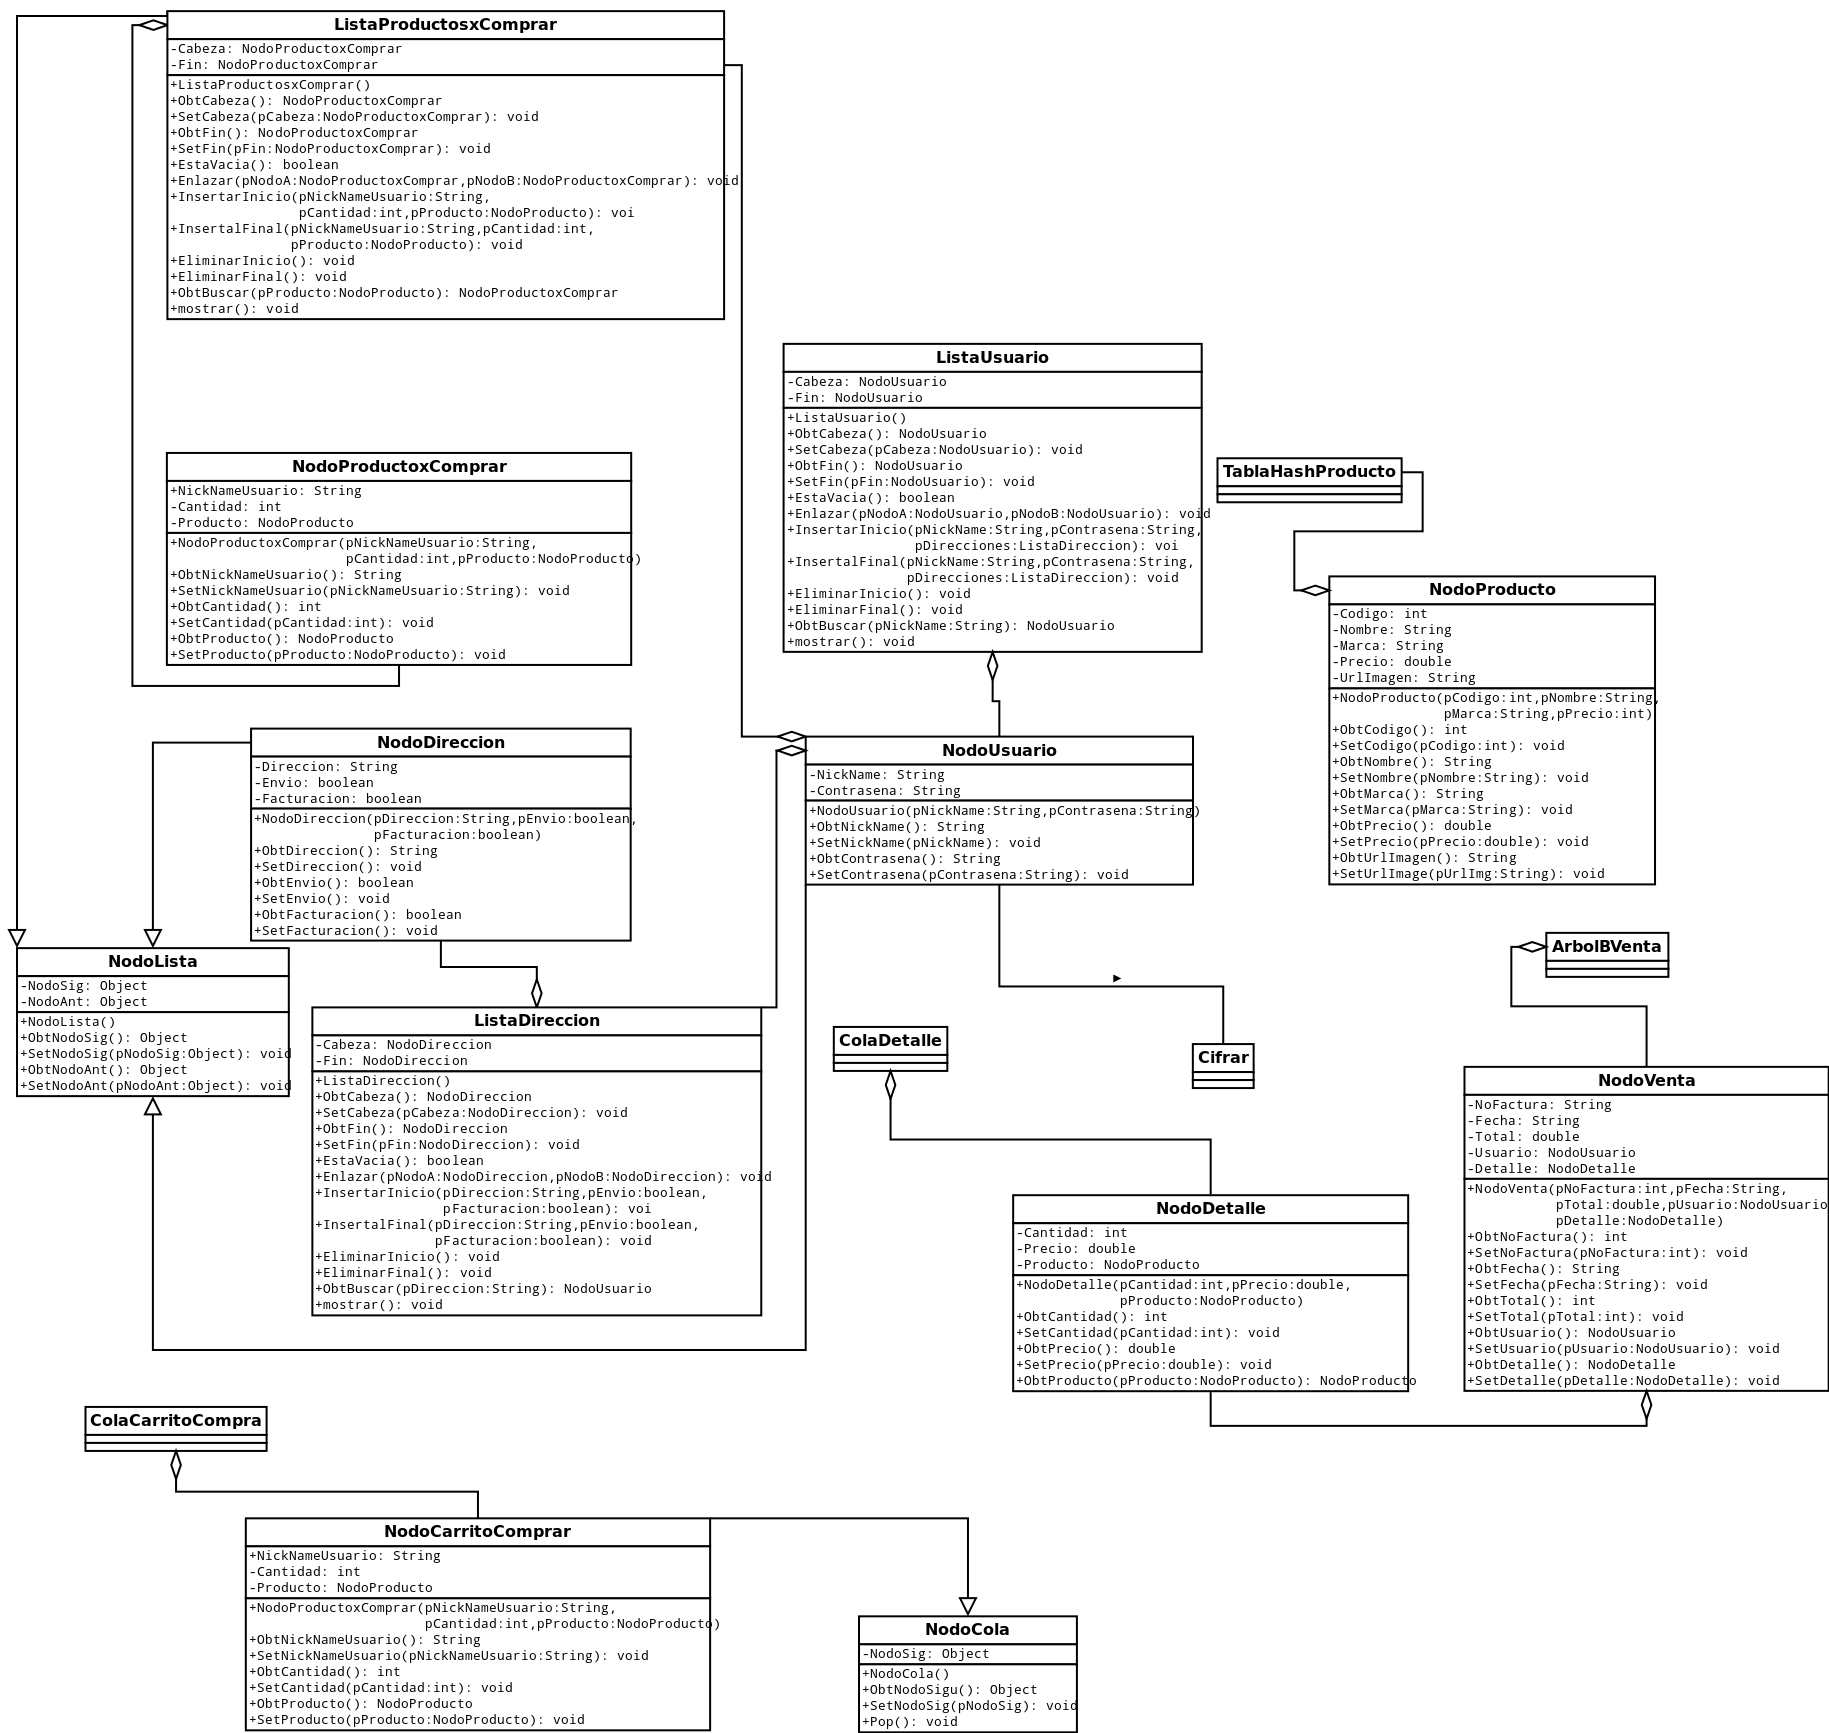 ListaProductosxComprar
-Cabeza: NodoProductoxComprar
-Fin: NodoProductoxComprar
+ListaProductosxComprar()
+ObtCabeza(): NodoProductoxComprar
+SetCabeza(pCabeza:NodoProductoxComprar): void
+ObtFin(): NodoProductoxComprar
+SetFin(pFin:NodoProductoxComprar): void
+EstaVacia(): boolean
+Enlazar(pNodoA:NodoProductoxComprar,pNodoB:NodoProductoxComprar): void
+InsertarInicio(pNickNameUsuario:String,
pCantidad:int,pProducto:NodoProducto): voi
+InsertalFinal(pNickNameUsuario:String,pCantidad:int,
pProducto:NodoProducto): void
+EliminarInicio(): void
+EliminarFinal(): void
+ObtBuscar(pProducto:NodoProducto): NodoProductoxComprar
+mostrar(): void
ListaUsuario
-Cabeza: NodoUsuario
-Fin: NodoUsuario
+ListaUsuario()
+ObtCabeza(): NodoUsuario
+SetCabeza(pCabeza:NodoUsuario): void
+ObtFin(): NodoUsuario
+SetFin(pFin:NodoUsuario): void
+EstaVacia(): boolean
+Enlazar(pNodoA:NodoUsuario,pNodoB:NodoUsuario): void
+InsertarInicio(pNickName:String,pContrasena:String,
pDirecciones:ListaDireccion): voi
+InsertalFinal(pNickName:String,pContrasena:String,
pDirecciones:ListaDireccion): void
+EliminarInicio(): void
+EliminarFinal(): void
+ObtBuscar(pNickName:String): NodoUsuario
+mostrar(): void
NodoProductoxComprar
+NickNameUsuario: String
-Cantidad: int
-Producto: NodoProducto
+NodoProductoxComprar(pNickNameUsuario:String,
pCantidad:int,pProducto:NodoProducto)
+ObtNickNameUsuario(): String
+SetNickNameUsuario(pNickNameUsuario:String): void
+ObtCantidad(): int
+SetCantidad(pCantidad:int): void
+ObtProducto(): NodoProducto
+SetProducto(pProducto:NodoProducto): void
TablaHashProducto
NodoProducto
-Codigo: int
-Nombre: String
-Marca: String
-Precio: double
-UrlImagen: String
+NodoProducto(pCodigo:int,pNombre:String,
pMarca:String,pPrecio:int)
+ObtCodigo(): int
+SetCodigo(pCodigo:int): void
+ObtNombre(): String
+SetNombre(pNombre:String): void
+ObtMarca(): String
+SetMarca(pMarca:String): void
+ObtPrecio(): double
+SetPrecio(pPrecio:double): void
+ObtUrlImagen(): String
+SetUrlImage(pUrlImg:String): void
NodoDireccion
-Direccion: String
-Envio: boolean
-Facturacion: boolean
+NodoDireccion(pDireccion:String,pEnvio:boolean,
pFacturacion:boolean)
+ObtDireccion(): String
+SetDireccion(): void
+ObtEnvio(): boolean
+SetEnvio(): void
+ObtFacturacion(): boolean
+SetFacturacion(): void
NodoUsuario
-NickName: String
-Contrasena: String
+NodoUsuario(pNickName:String,pContrasena:String)
+ObtNickName(): String
+SetNickName(pNickName): void
+ObtContrasena(): String
+SetContrasena(pContrasena:String): void
NodoLista
-NodoSig: Object
-NodoAnt: Object
+NodoLista()
+ObtNodoSig(): Object
+SetNodoSig(pNodoSig:Object): void
+ObtNodoAnt(): Object
+SetNodoAnt(pNodoAnt:Object): void
ListaDireccion
-Cabeza: NodoDireccion
-Fin: NodoDireccion
+ListaDireccion()
+ObtCabeza(): NodoDireccion
+SetCabeza(pCabeza:NodoDireccion): void
+ObtFin(): NodoDireccion
+SetFin(pFin:NodoDireccion): void
+EstaVacia(): boolean
+Enlazar(pNodoA:NodoDireccion,pNodoB:NodoDireccion): void
+InsertarInicio(pDireccion:String,pEnvio:boolean,
pFacturacion:boolean): voi
+InsertalFinal(pDireccion:String,pEnvio:boolean,
pFacturacion:boolean): void
+EliminarInicio(): void
+EliminarFinal(): void
+ObtBuscar(pDireccion:String): NodoUsuario
+mostrar(): void
ColaDetalle
Cifrar
ArbolBVenta
NodoVenta
-NoFactura: String
-Fecha: String
-Total: double
-Usuario: NodoUsuario
-Detalle: NodoDetalle
+NodoVenta(pNoFactura:int,pFecha:String,
pTotal:double,pUsuario:NodoUsuario
pDetalle:NodoDetalle)
+ObtNoFactura(): int
+SetNoFactura(pNoFactura:int): void
+ObtFecha(): String
+SetFecha(pFecha:String): void
+ObtTotal(): int
+SetTotal(pTotal:int): void
+ObtUsuario(): NodoUsuario
+SetUsuario(pUsuario:NodoUsuario): void
+ObtDetalle(): NodoDetalle
+SetDetalle(pDetalle:NodoDetalle): void
NodoDetalle
-Cantidad: int
-Precio: double
-Producto: NodoProducto
+NodoDetalle(pCantidad:int,pPrecio:double,
pProducto:NodoProducto)
+ObtCantidad(): int
+SetCantidad(pCantidad:int): void
+ObtPrecio(): double
+SetPrecio(pPrecio:double): void
+ObtProducto(pProducto:NodoProducto): NodoProducto
ColaCarritoCompra
NodoCarritoComprar
+NickNameUsuario: String
-Cantidad: int
-Producto: NodoProducto
+NodoProductoxComprar(pNickNameUsuario:String,
pCantidad:int,pProducto:NodoProducto)
+ObtNickNameUsuario(): String
+SetNickNameUsuario(pNickNameUsuario:String): void
+ObtCantidad(): int
+SetCantidad(pCantidad:int): void
+ObtProducto(): NodoProducto
+SetProducto(pProducto:NodoProducto): void
NodoCola
-NodoSig: Object
+NodoCola()
+ObtNodoSigu(): Object
+SetNodoSig(pNodoSig): void
+Pop(): void